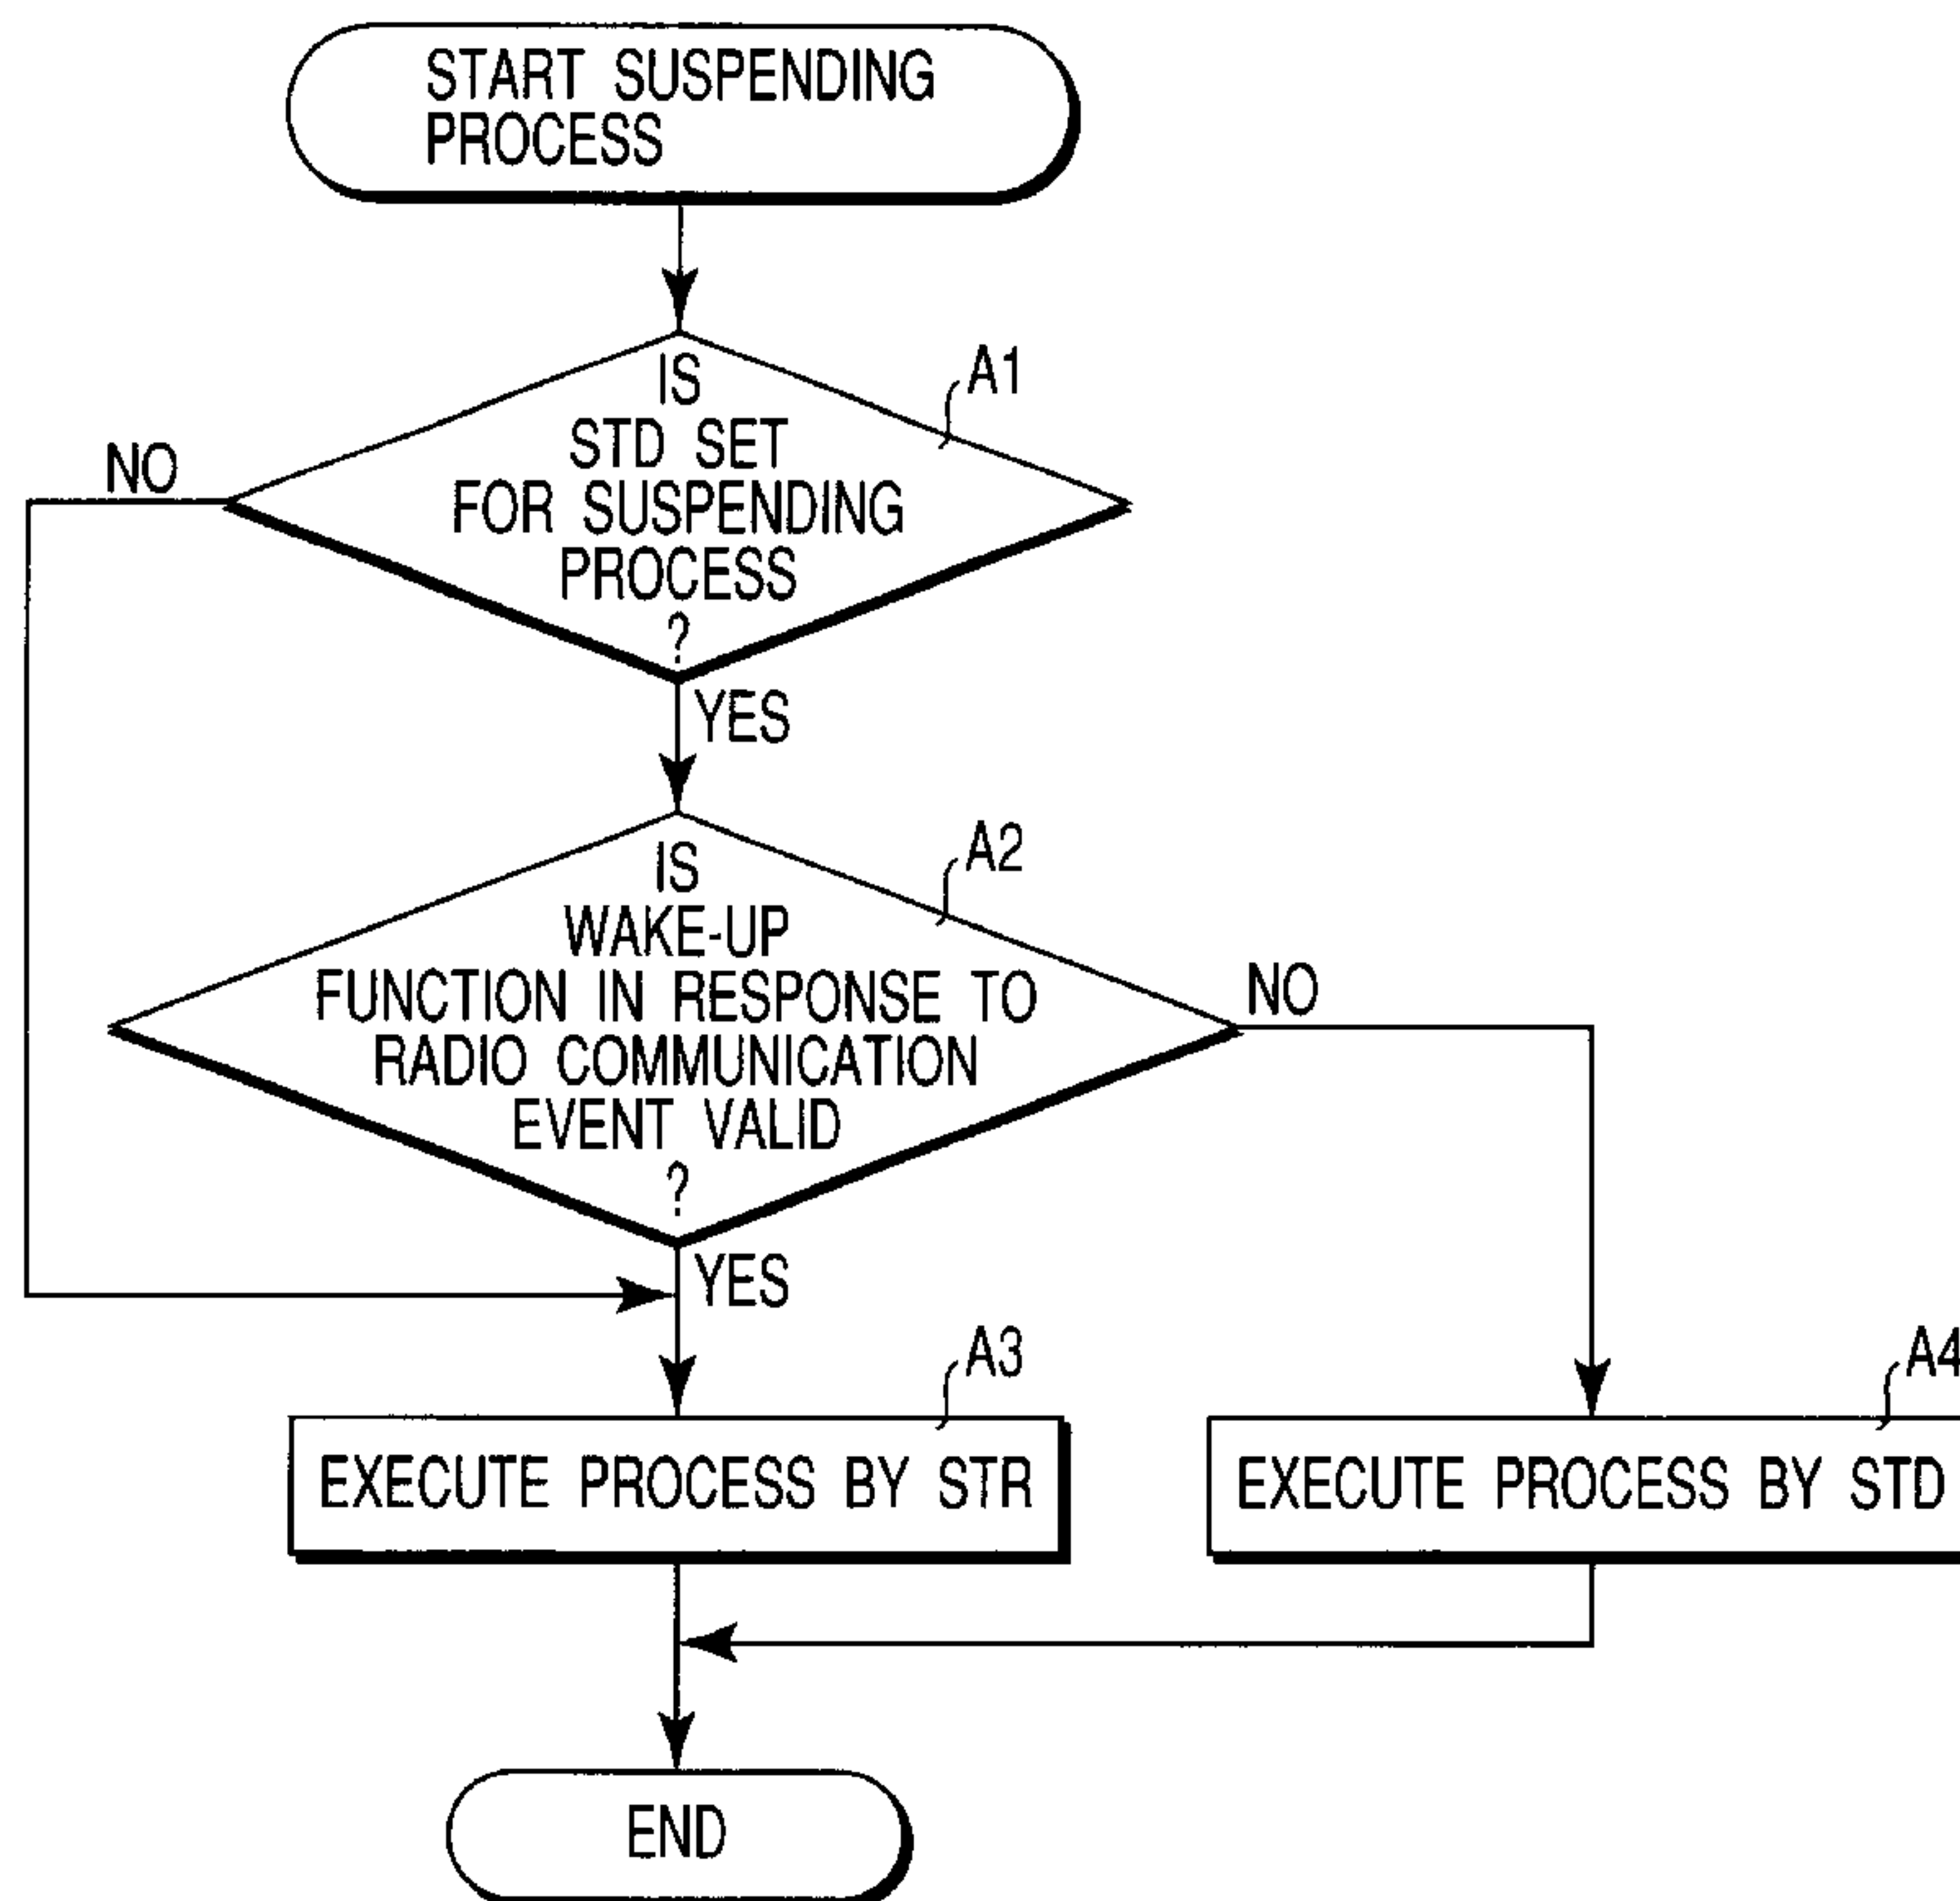 START SUSPENDING
PROCESS
A1
IS
STD SET
FOR SUSPENDING
PROCESS
?
NO
YES
A2
IS
WAKE-UP
FUNCTION IN RESPONSE TO
RADIO COMMUNICATION
EVENT VALID
?
NO
YES
A3
A4
EXECUTE PROCESS BY STR
EXECUTE PROCESS BY STD
END